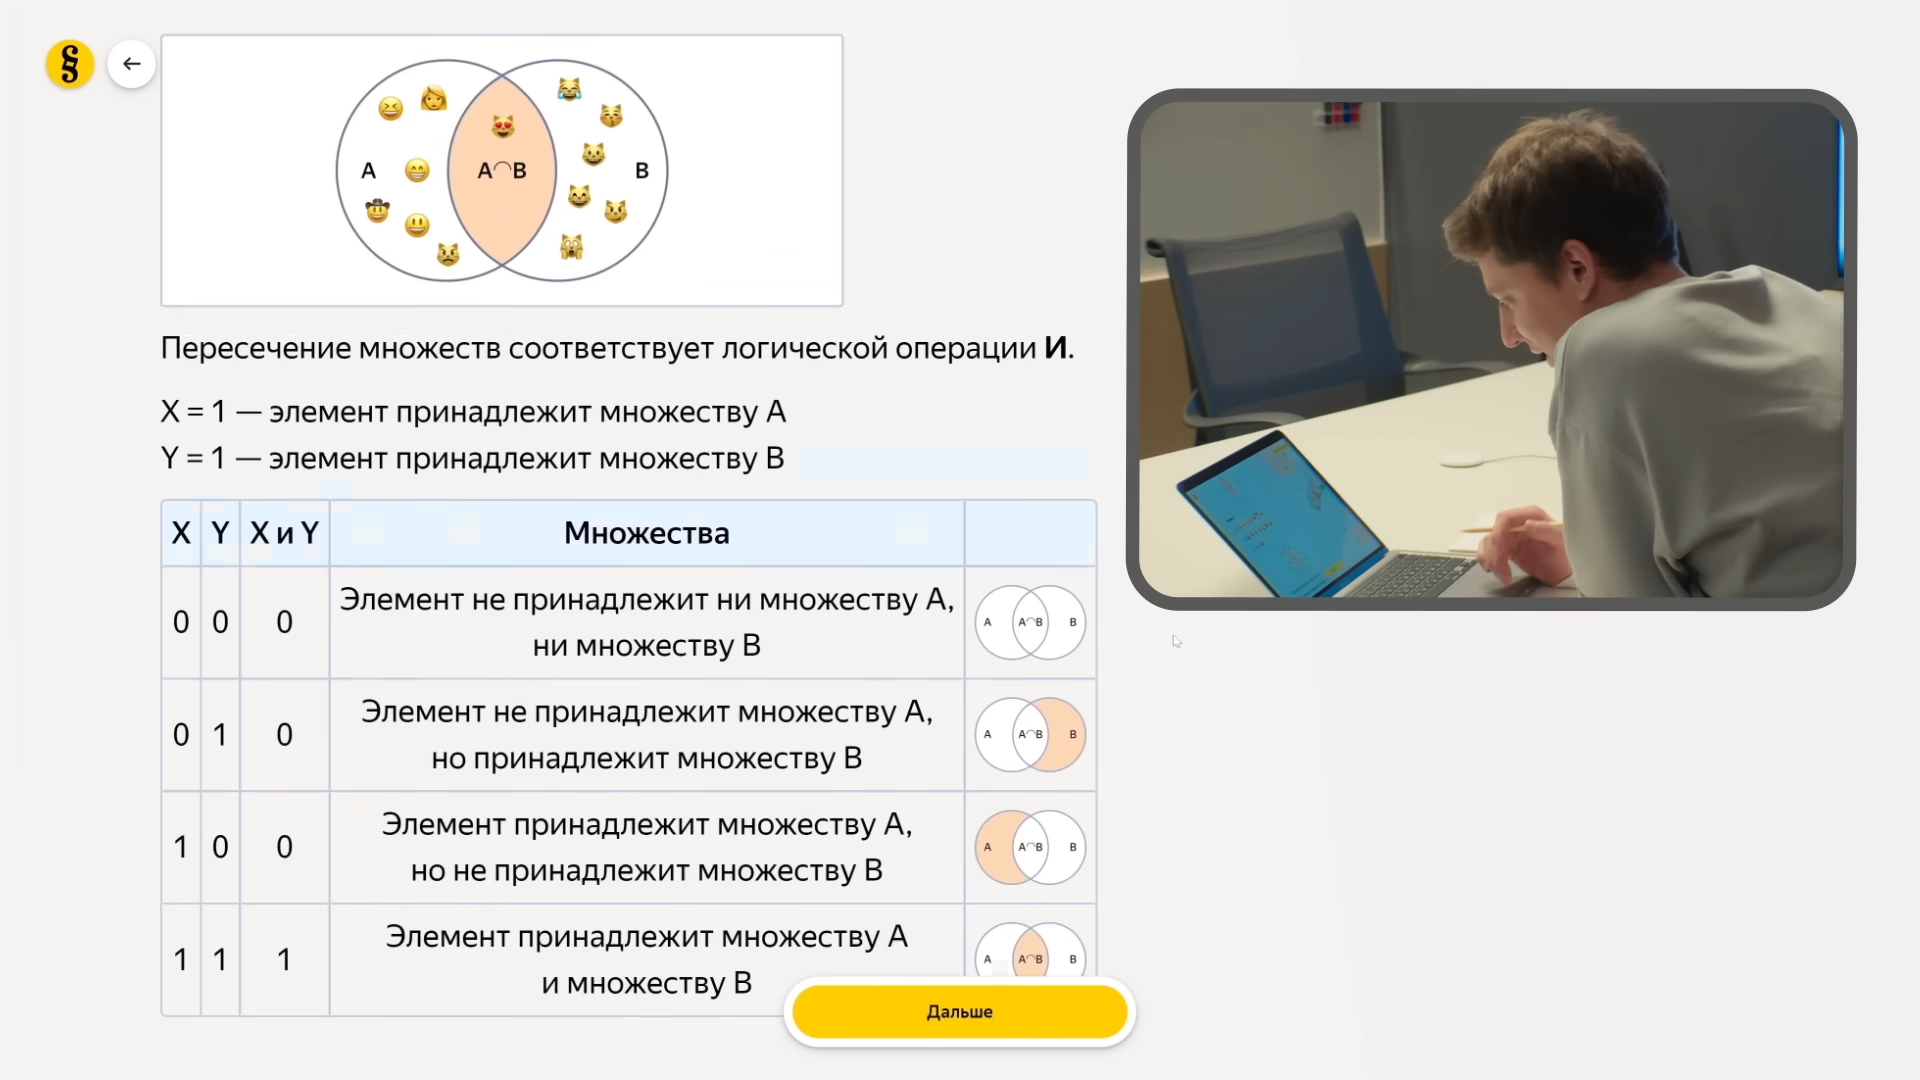 §
A
A⌒B
B
Пересечение множеств соответствует логической операции И.
X = 1 — элемент принадлежит множеству A
Y = 1 — элемент принадлежит множеству B
X Y X и Y Множества
0 0 0 Элемент не принадлежит ни множеству A,
ни множеству B
A A⌒B B
0 1 0 Элемент не принадлежит множеству A,
но принадлежит множеству B
A A⌒B B
1 0 0 Элемент принадлежит множеству A,
но не принадлежит множеству B
A A⌒B B
1 1 1 Элемент принадлежит множеству A
и множеству B
A A⌒B B
Дальше